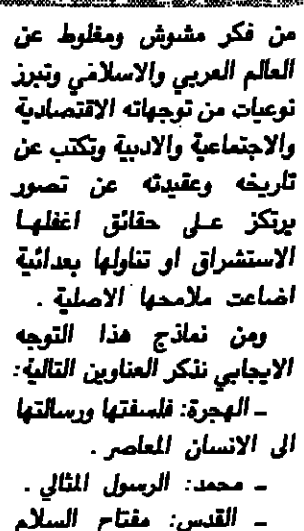 من فكر مشوش ومغلوط عن
العالم العربي والاسلامي وتبرز
نوعيات من توجهاته الاقتصادية
والاجتماعية والادبية وتكتب عن
تاريخه وعقيدته عن تصور
يرتكز على حقائق اغفلها
الاستشراق او تناولها بعدائية
اضاعت ملامحها الاصلية .
ومن نماذج هذا التوجه
الايجابي نذكر العناوين التالية:
ـ الهجرة: فلسفتها ورسالتها
الى الانسان المعاصر .
ـ محمد: الرسول المثالي .
ـ القدس: مفتاح السلام